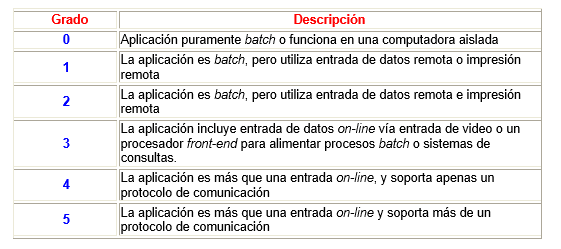 Grado Descripción
0 Aplicación puramente batch o funciona en una computadora aislada
1 La aplicación es batch, pero utiliza entrada de datos remota o impresión
remota
2 La aplicación es batch, pero utiliza entrada de datos remota e impresión
remota
3 La aplicación incluye entrada de datos on-line vía entrada de video o un
procesador front-end para alimentar procesos batch o sistemas de
consultas.
4 La aplicación es más que una entrada on-line, y soporta apenas un
protocolo de comunicación
5 La aplicación es más que una entrada on-line y soporta más de un
protocolo de comunicación